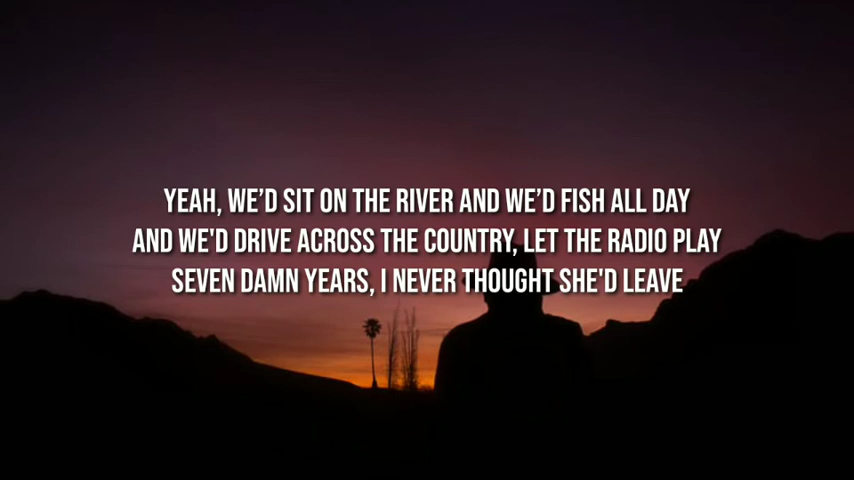 YEAH, WE’D SIT ON THE RIVER AND WE’D FISH ALL DAY
AND WE'D DRIVE ACROSS THE COUNTRY, LET THE RADIO PLAY
SEVEN DAMN YEARS, I NEVER THOUGHT SHE'D LEAVE